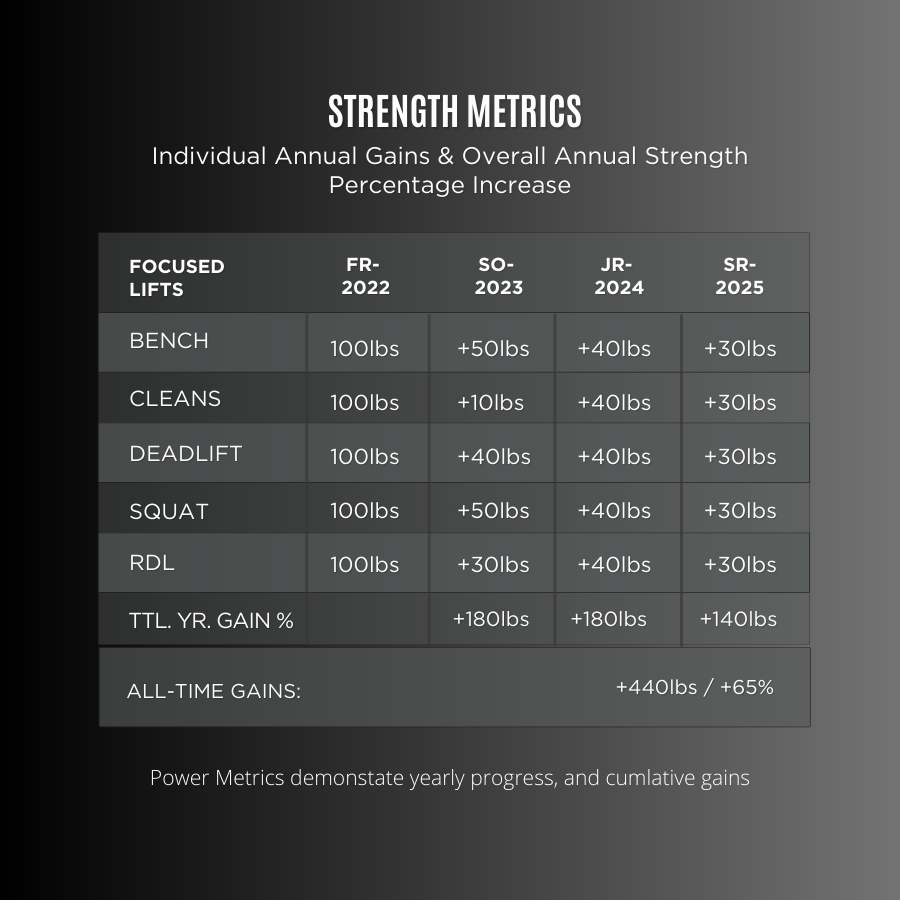 STRENGTH METRICS
Individual Annual Gains & Overall Annual Strength
Percentage Increase
FOCUSED LIFTS FR-2022 SO-2023 JR-2024 SR-2025
BENCH 100lbs +50lbs +40lbs +30lbs
CLEANS 100lbs +10lbs +40lbs +30lbs
DEADLIFT 100lbs +40lbs +40lbs +30lbs
SQUAT 100lbs +50lbs +40lbs +30lbs
RDL 100lbs +30lbs +40lbs +30lbs
TTL. YR. GAIN % +180lbs +180lbs +140lbs
ALL-TIME GAINS: +440lbs / +65%
Power Metrics demonstate yearly progress, and cumlative gains